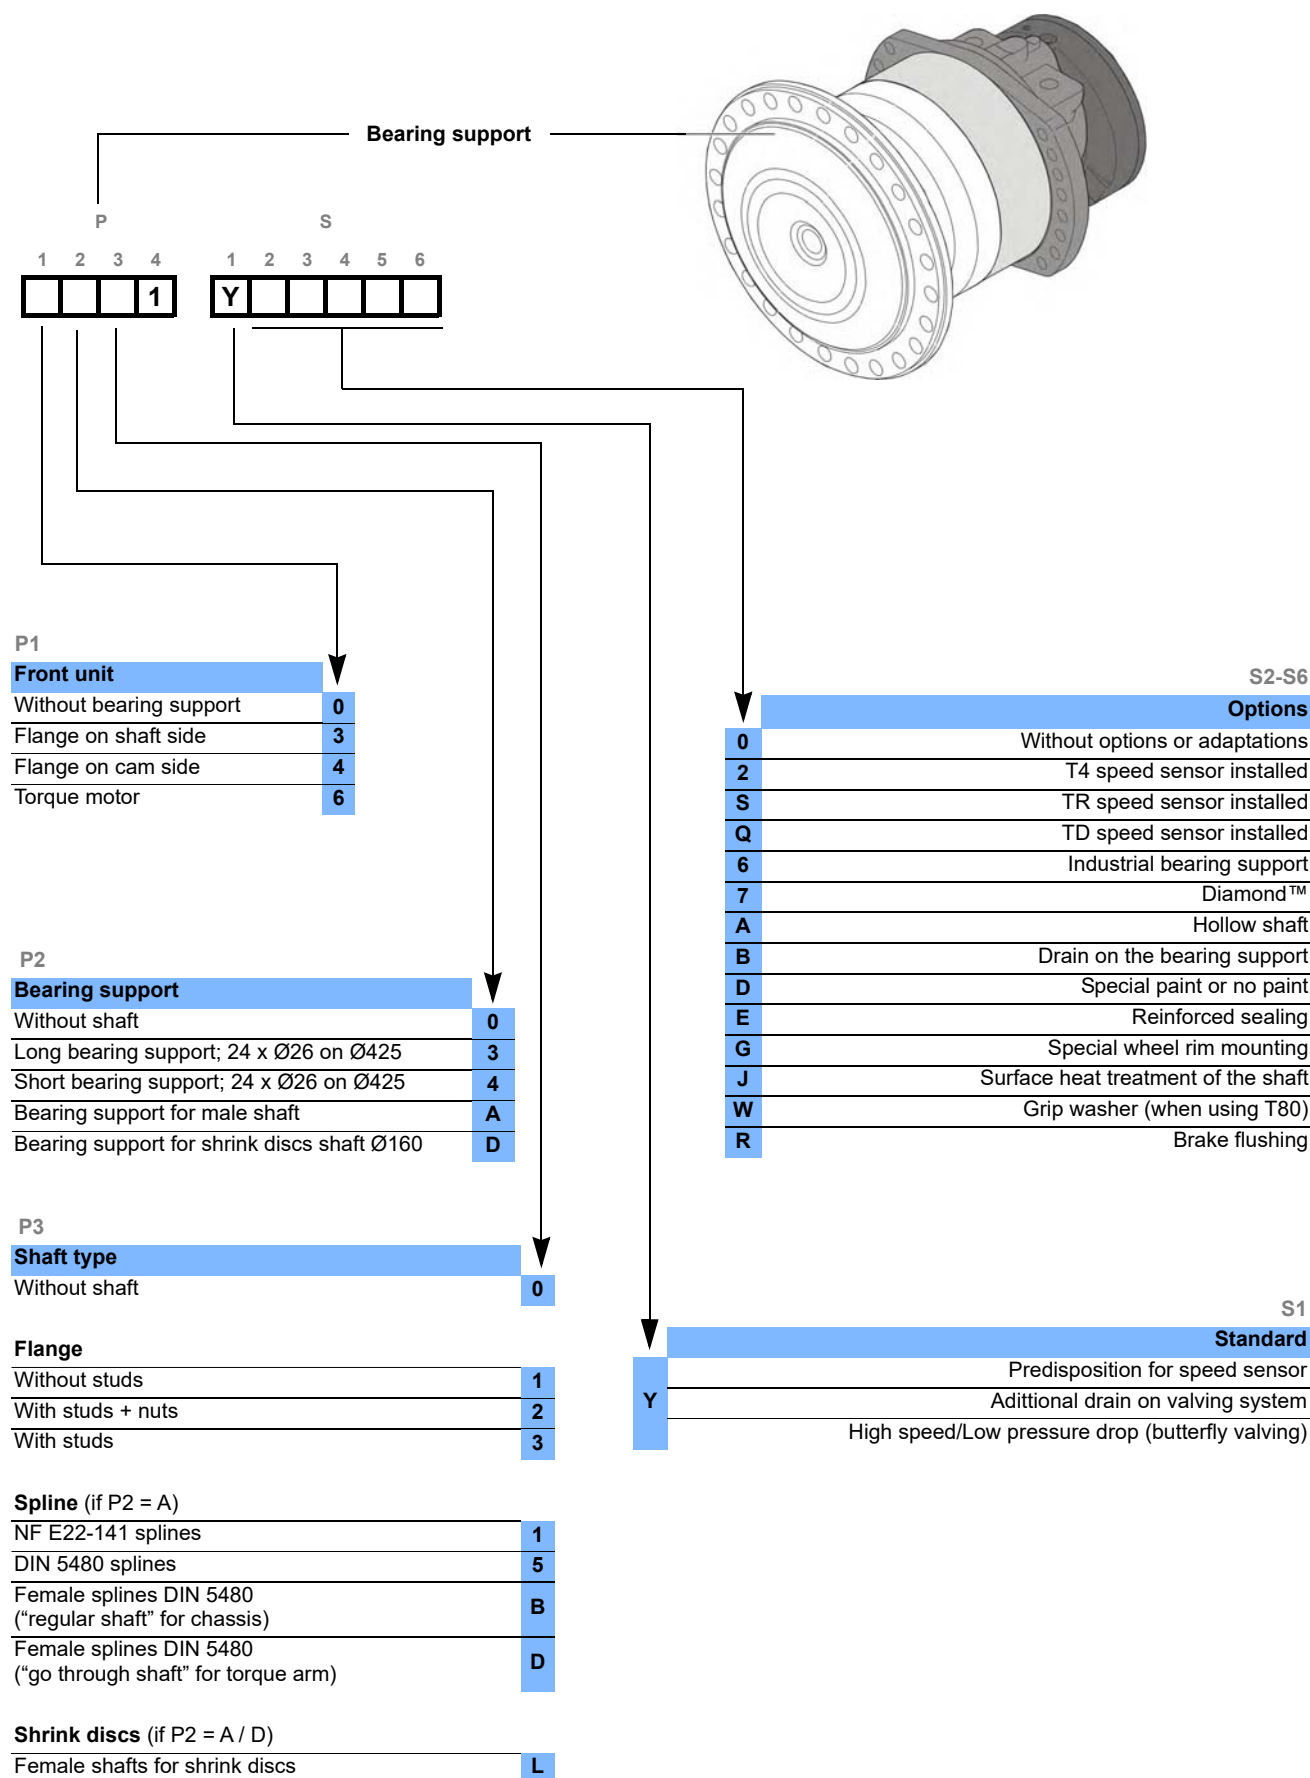 Bearing support
P S
1 2 3 4 1 2 3 4 5 6
1 Y
P1
Front unit
Without bearing support 0
Flange on shaft side 3
Flange on cam side 4
Torque motor 6
P2
Bearing support
Without shaft 0
Long bearing support; 24 x Ø26 on Ø425 3
Short bearing support; 24 x Ø26 on Ø425 4
Bearing support for male shaft A
Bearing support for shrink discs shaft Ø160 D
P3
Shaft type
Without shaft 0
Flange
Without studs 1
With studs + nuts 2
With studs 3
Spline (if P2 = A)
NF E22-141 splines 1
DIN 5480 splines 5
Female splines DIN 5480
(“regular shaft” for chassis) B
Female splines DIN 5480
(“go through shaft” for torque arm) D
Shrink discs (if P2 = A / D)
Female shafts for shrink discs L
S2-S6
Options
0 Without options or adaptations
2 T4 speed sensor installed
S TR speed sensor installed
Q TD speed sensor installed
6 Industrial bearing support
7 Diamond™
A Hollow shaft
B Drain on the bearing support
D Special paint or no paint
E Reinforced sealing
G Special wheel rim mounting
J Surface heat treatment of the shaft
W Grip washer (when using T80)
R Brake flushing
S1
Standard
Predisposition for speed sensor
Y Adittional drain on valving system
High speed/Low pressure drop (butterfly valving)